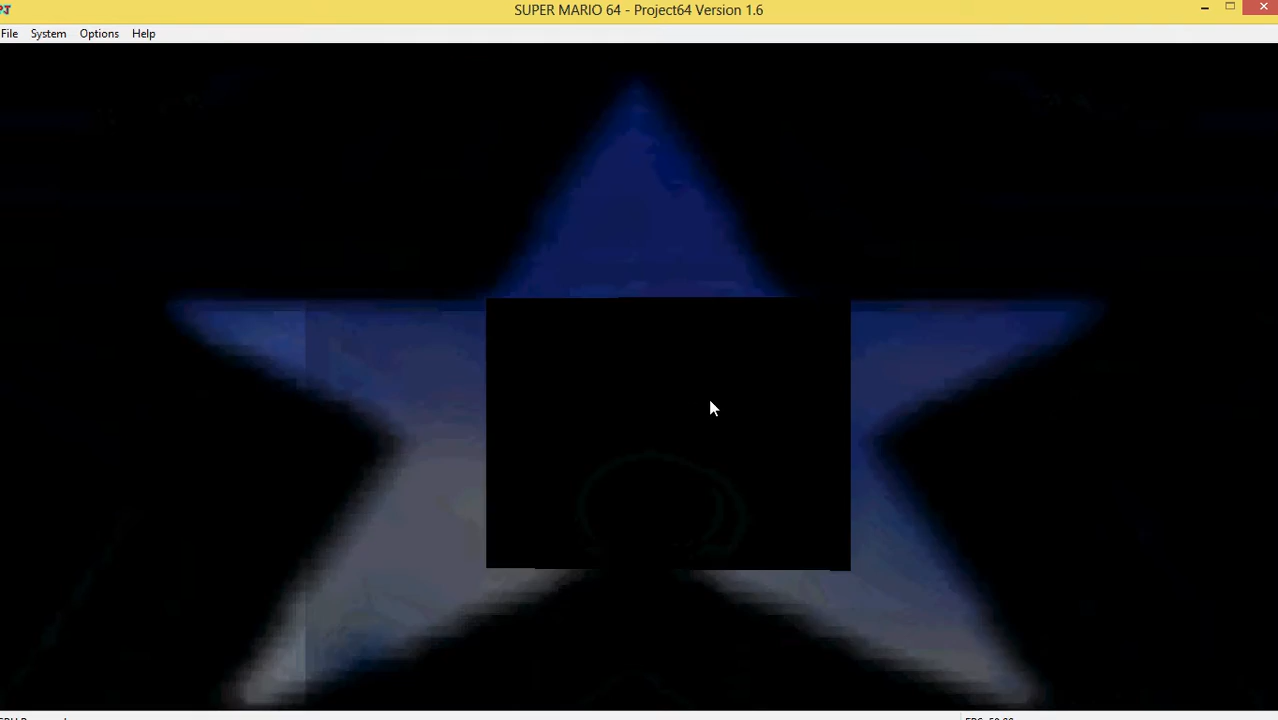 SUPER MARIO 64 - Project64 Version 1.6
File System Options Help